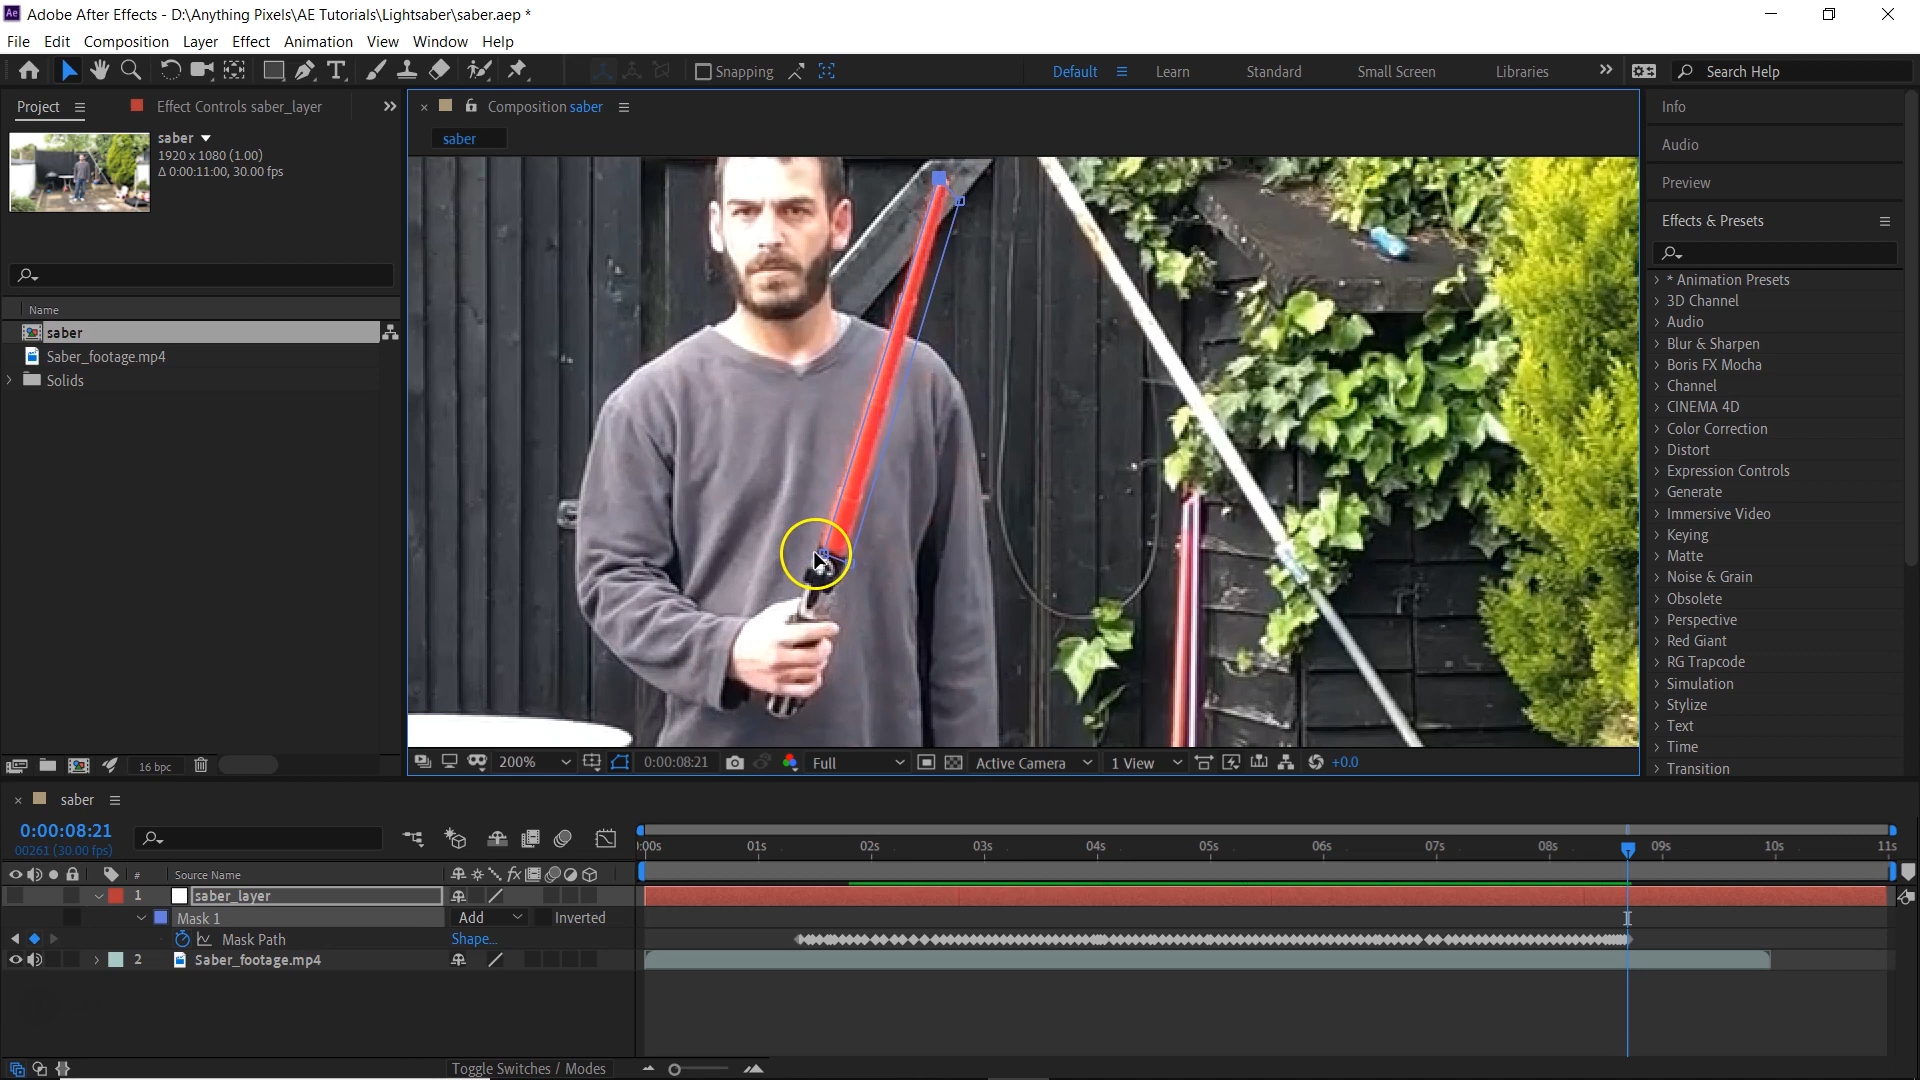 Ae Adobe After Effects - D:\Anything Pixels\AE Tutorials\Lightsaber\saber.aep *
File Edit Composition Layer Effect Animation View Window Help
Snapping Default Learn Standard Small Screen Libraries Search Help
Project Effect Controls saber_layer
saber
1920 x 1080 (1.00)
Δ 0:00:11:00, 30.00 fps
Name
saber
Saber_footage.mp4
Solids
16 bpc
Composition saber
saber
200% 0:00:08:21 Full Active Camera 1 View +0.0
Info
Audio
Preview
Effects & Presets
* Animation Presets
3D Channel
Audio
Blur & Sharpen
Boris FX Mocha
Channel
CINEMA 4D
Color Correction
Distort
Expression Controls
Generate
Immersive Video
Keying
Matte
Noise & Grain
Obsolete
Perspective
Red Giant
RG Trapcode
Simulation
Stylize
Text
Time
Transition
saber
0:00:08:21
00261 (30.00 fps)
):00s 01s 02s 03s 04s 05s 06s 07s 08s 09s 10s 11s
# Source Name fx
1 saber_layer
Mask 1 Add Inverted
Mask Path Shape...
2 Saber_footage.mp4
Toggle Switches / Modes